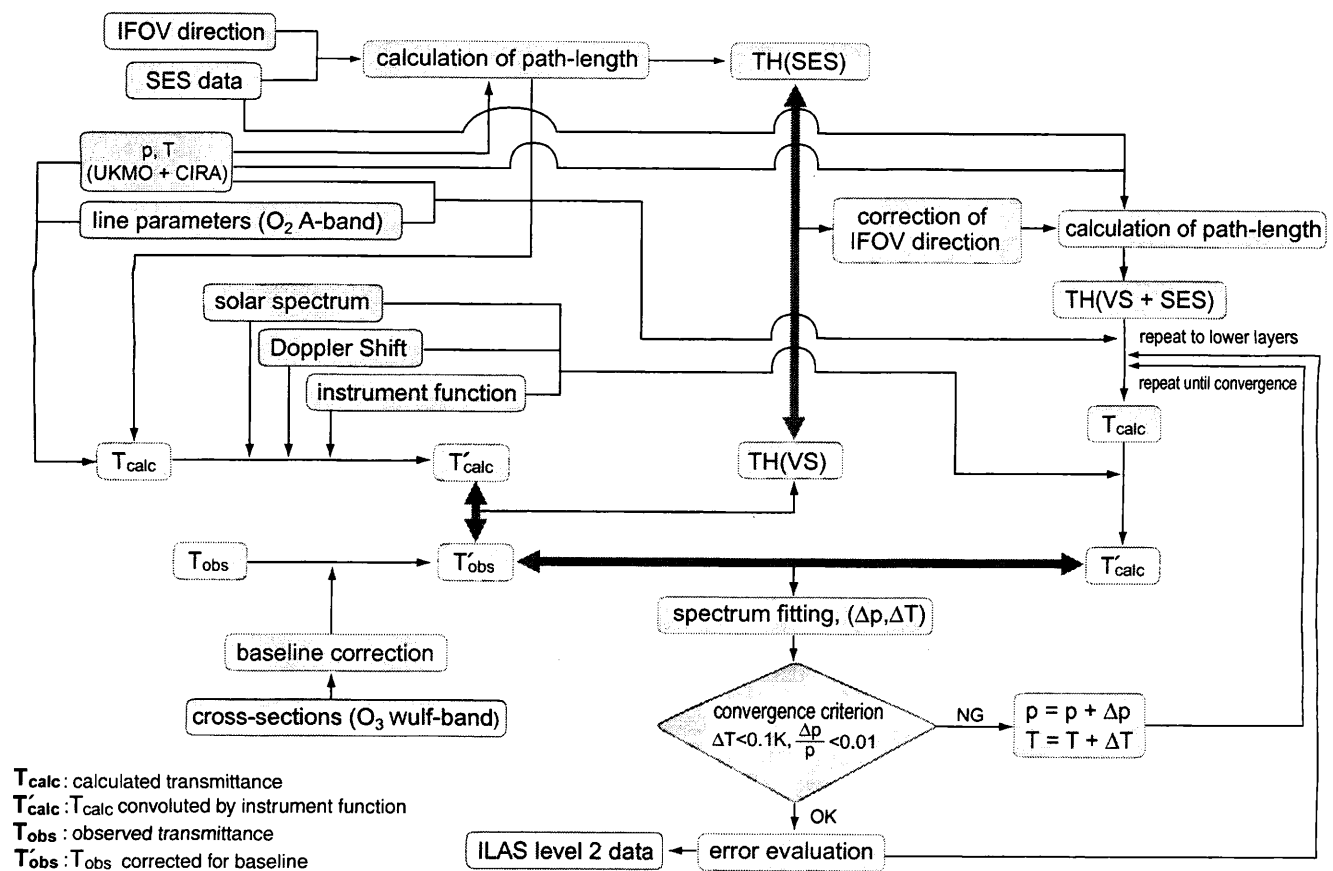 IFOV direction
SES data
calculation of path-length
TH(SES)
p, T
(UKMO + CIRA)
line parameters (O₂ A-band)
correction of
IFOV direction
calculation of path-length
TH(VS + SES)
solar spectrum
Doppler Shift
instrument function
repeat to lower layers
repeat until convergence
Tcalc
Tcalc
T′calc
TH(VS)
Tobs
T′obs
T′calc
spectrum fitting, (Δp,ΔT)
baseline correction
cross-sections (O₃ wulf-band)
convergence criterion
ΔT<0.1K, Δp/p <0.01
NG
p = p + Δp
T = T + ΔT
OK
ILAS level 2 data
error evaluation
Tcalc : calculated transmittance
T′calc : Tcalc convoluted by instrument function
Tobs : observed transmittance
T′obs : Tobs corrected for baseline